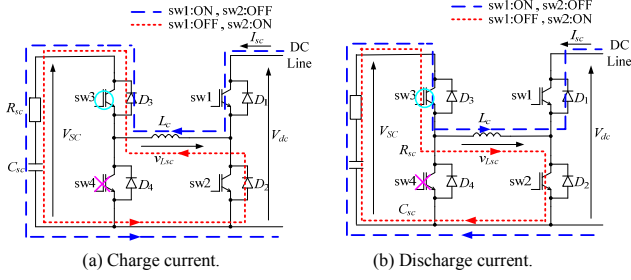 sw1:ON , sw2:OFF
sw1:OFF , sw2:ON
Isc
DC
Line
sw3
D3
sw1
D1
Rsc
VSC
Lc
Vdc
vLsc
Csc
sw4
D4
sw2
D2
(a) Charge current.
sw1:ON , sw2:OFF
sw1:OFF , sw2:ON
Isc
DC
Line
sw3
D3
sw1
D1
VSC
Lc
Vdc
Rsc
vLsc
sw4
D4
sw2
D2
Csc
(b) Discharge current.